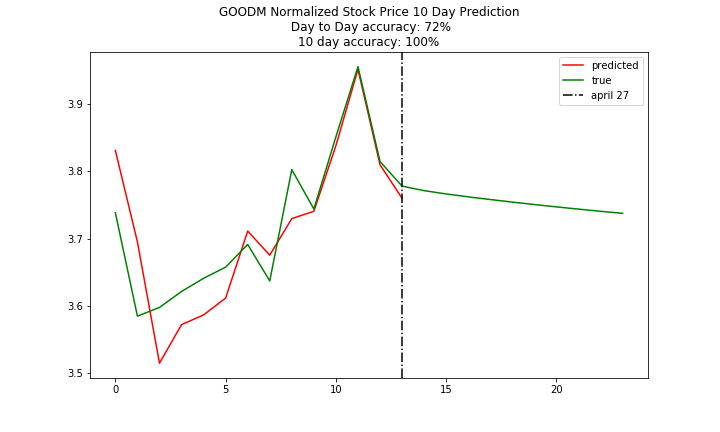 GOODM Normalized Stock Price 10 Day Prediction
Day to Day accuracy: 72%
10 day accuracy: 100%
predicted
true
april 27
3.9
3.8
3.7
3.6
3.5
0 5 10 15 20